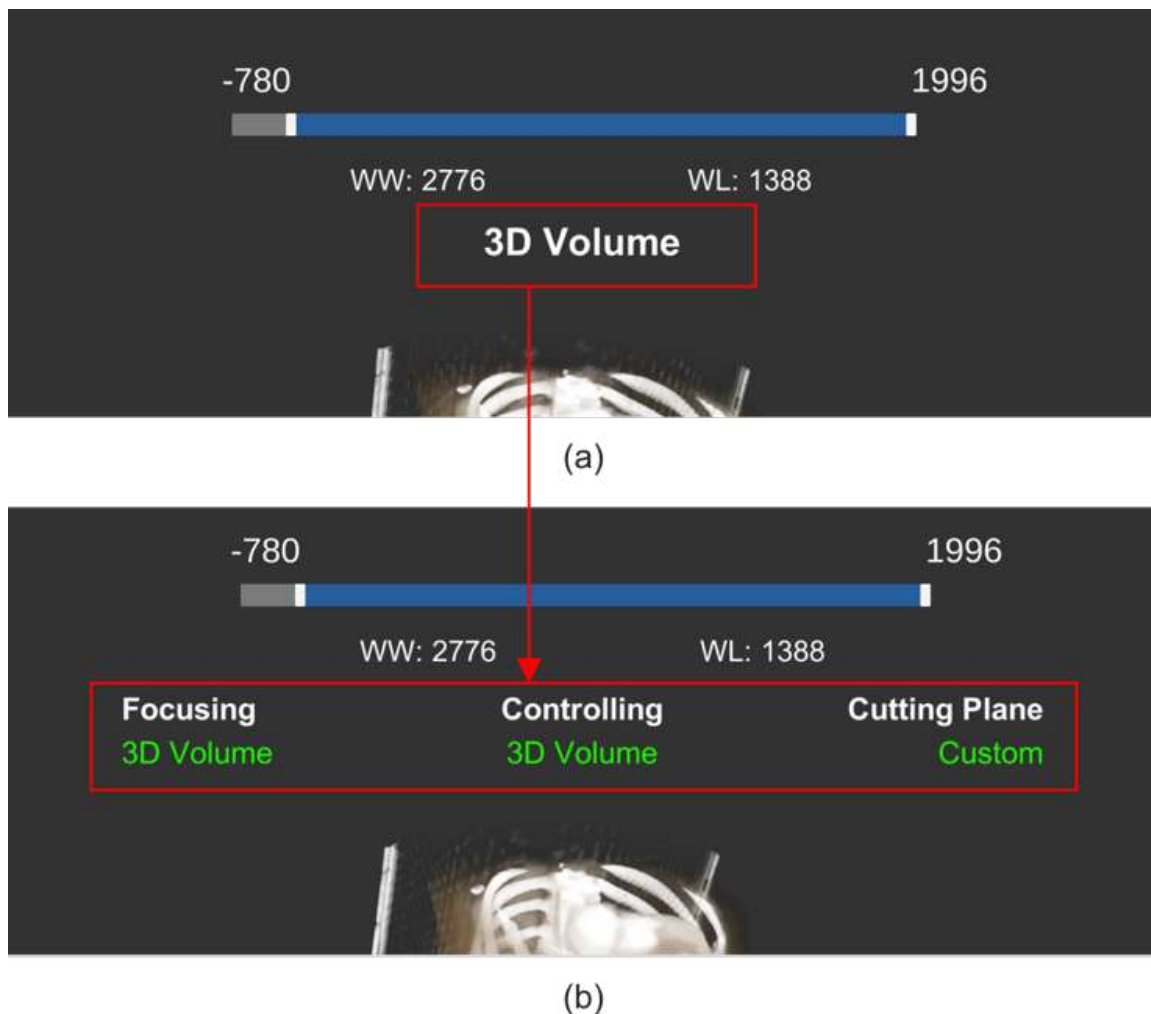 -780 1996
WW: 2776 WL: 1388
3D Volume
(a)
-780 1996
WW: 2776 WL: 1388
Focusing Controlling Cutting Plane
3D Volume 3D Volume Custom
(b)